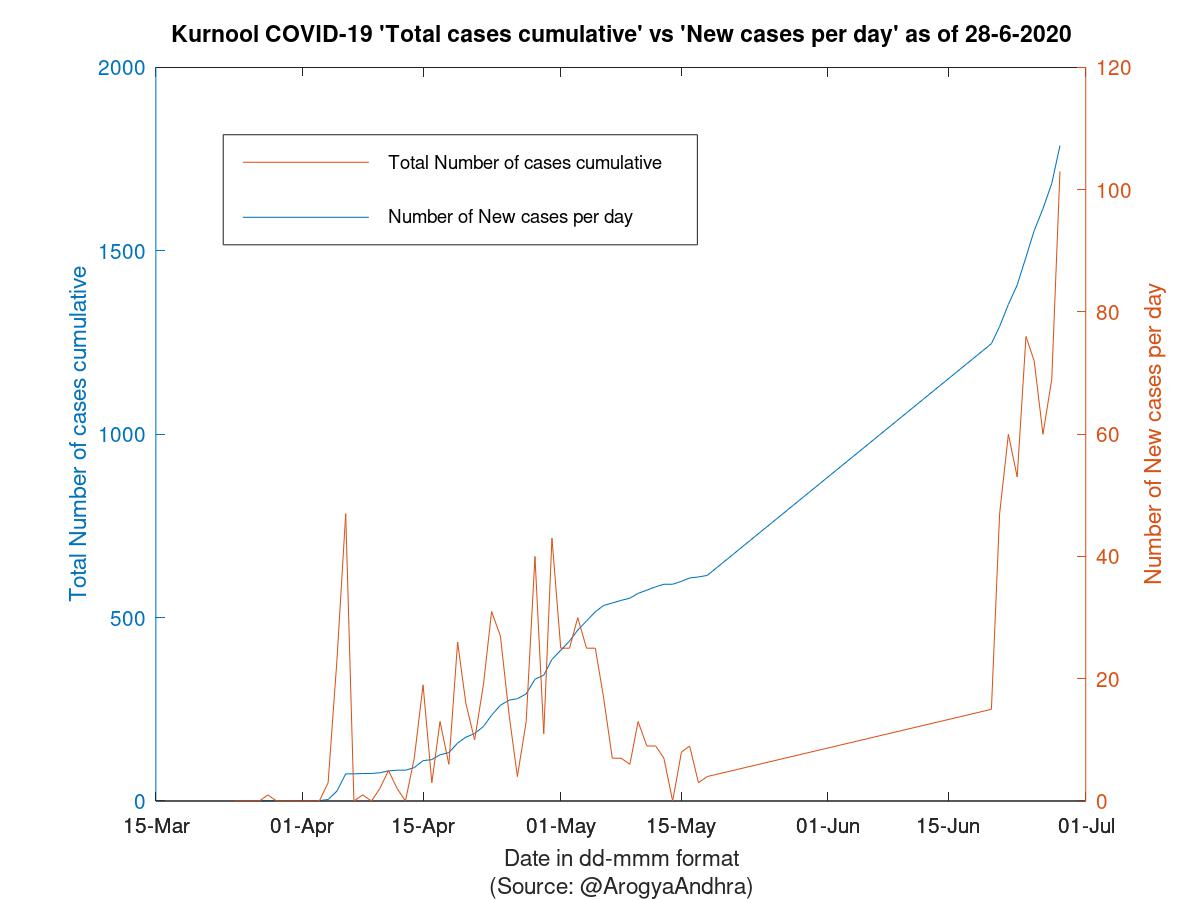 Kurnool COVID-19 'Total cases cumulative' vs 'New cases per day' as of 28-6-2020
2000
1500
1000
500
0
Total Number of cases cumulative
Total Number of cases cumulative
Number of New cases per day
120
100
80
60
40
20
0
Number of New cases per day
15-Mar 01-Apr 15-Apr 01-May 15-May 01-Jun 15-Jun 01-Jul
Date in dd-mmm format
(Source: @ArogyaAndhra)